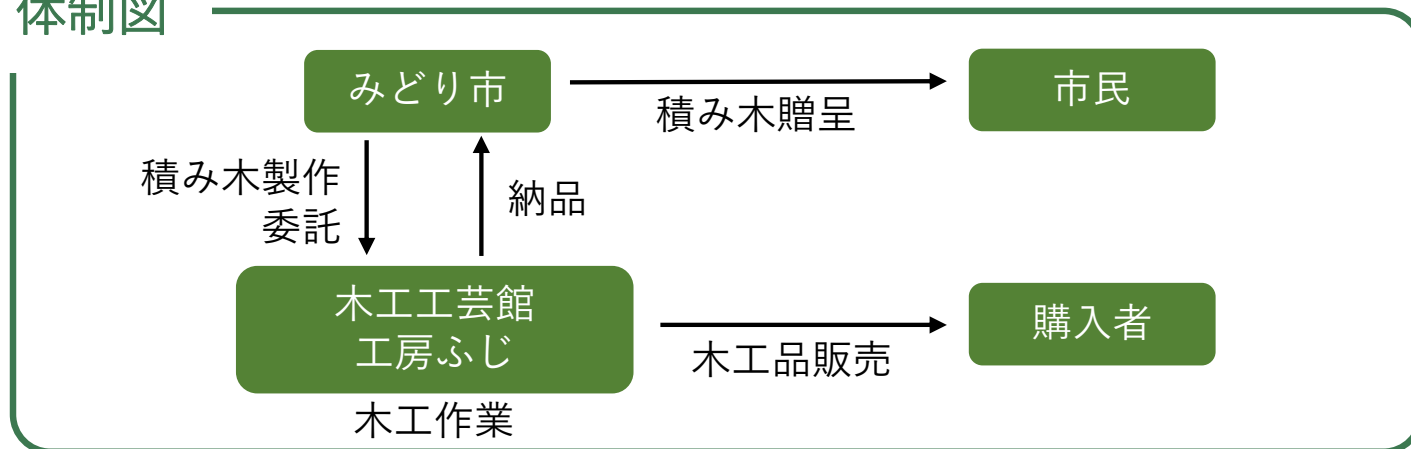 体制図
みどり市
積み木贈呈
市民
積み木製作
委託
納品
木工工芸館
工房ふじ
木工品販売
購入者
木工作業